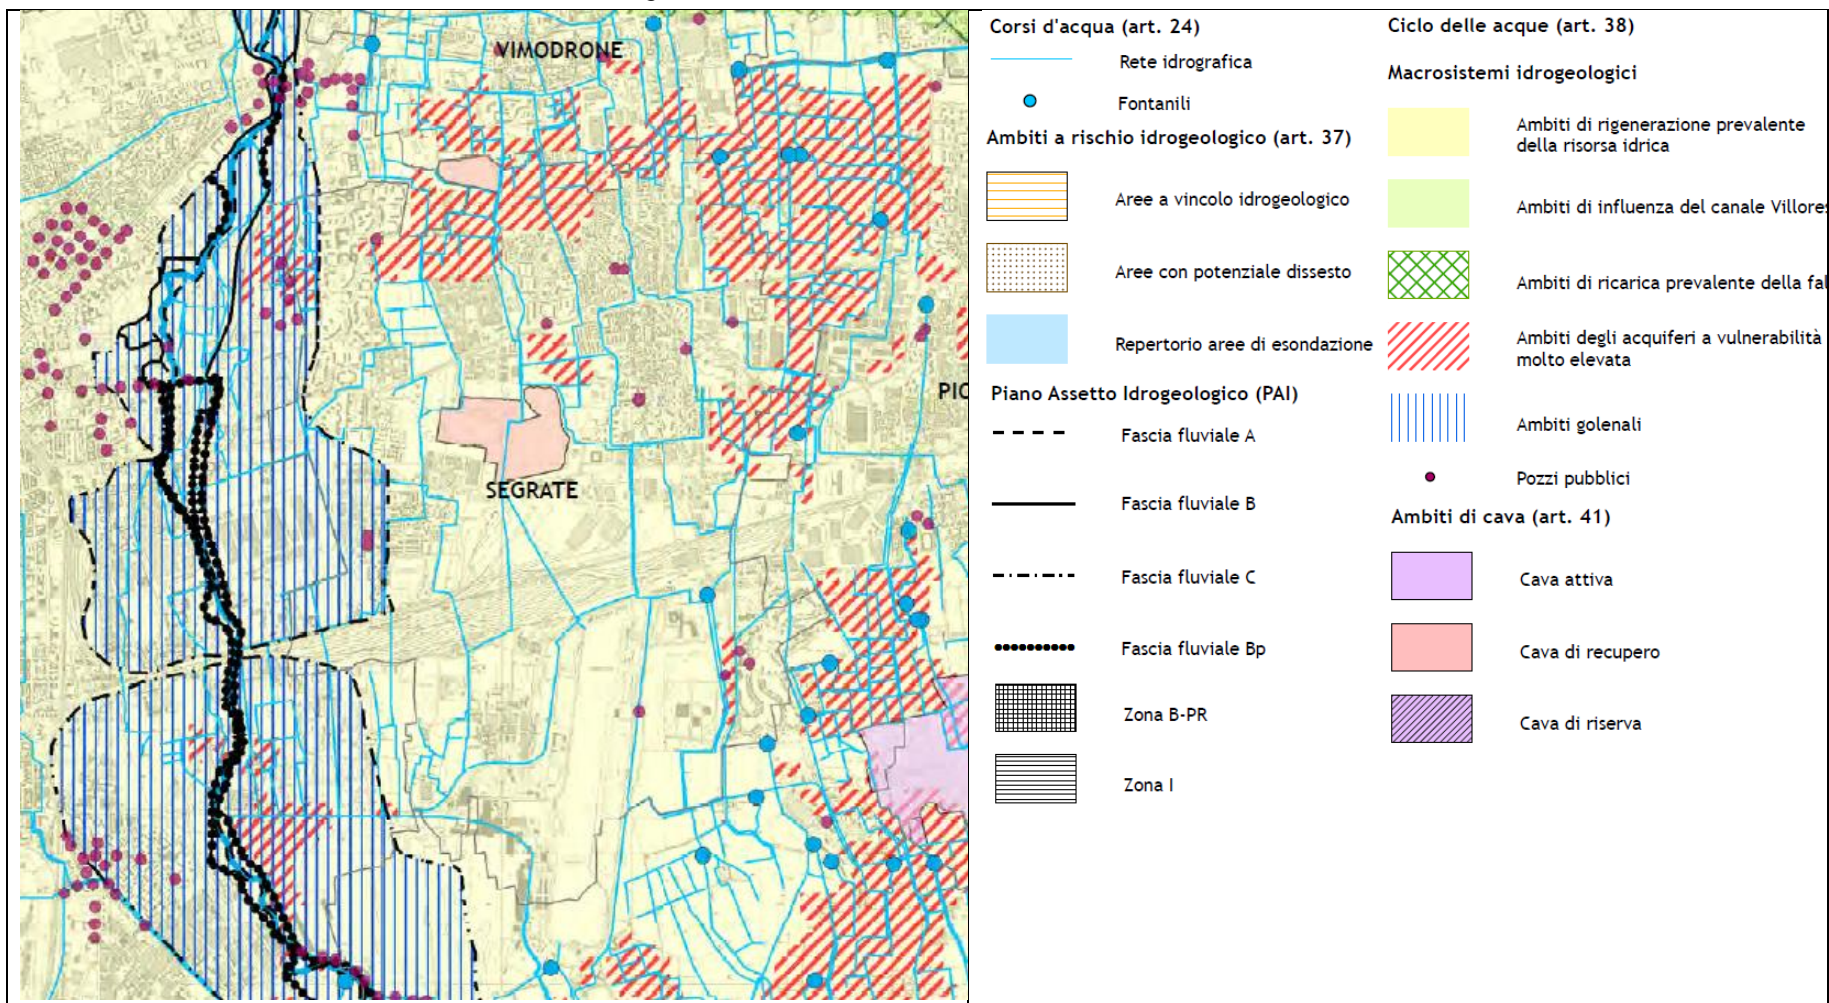 VIMODRONE
PIO
SEGRATE
Corsi d'acqua (art. 24)
Rete idrografica
Fontanili
Ambiti a rischio idrogeologico (art. 37)
Aree a vincolo idrogeologico
Aree con potenziale dissesto
Repertorio aree di esondazione
Piano Assetto Idrogeologico (PAI)
Fascia fluviale A
Fascia fluviale B
Fascia fluviale C
Fascia fluviale Bp
Zona B-PR
Zona I
Ciclo delle acque (art. 38)
Macrosistemi idrogeologici
Ambiti di rigenerazione prevalente
della risorsa idrica
Ambiti di influenza del canale Villores
Ambiti di ricarica prevalente della fal
Ambiti degli acquiferi a vulnerabilità
molto elevata
Ambiti golenali
Pozzi pubblici
Ambiti di cava (art. 41)
Cava attiva
Cava di recupero
Cava di riserva